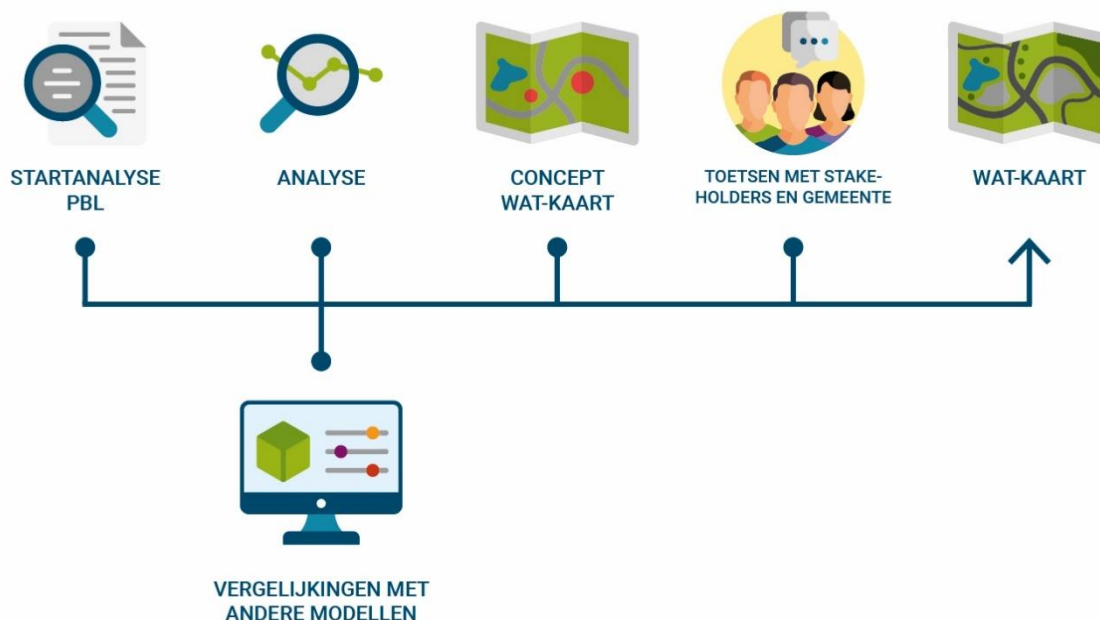 STARTANALYSE
PBL
ANALYSE
CONCEPT
WAT-KAART
TOETSEN MET STAKE-
HOLDERS EN GEMEENTE
WAT-KAART
VERGELIJKINGEN MET
ANDERE MODELLEN